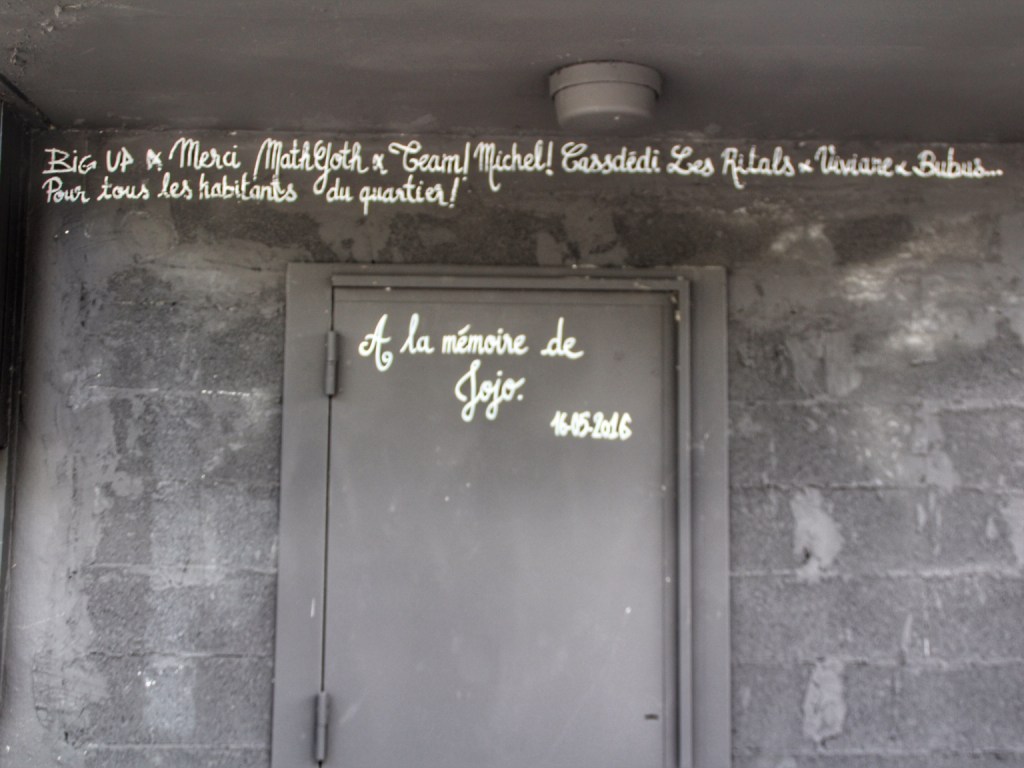 BIG UP & Merci MathGoth & Team! Michel! Cassdédi Les Ritals & Viviane & Bubus...
Pour tous les habitants du quartier!
A la mémoire de
Jojo.
16-05-2016